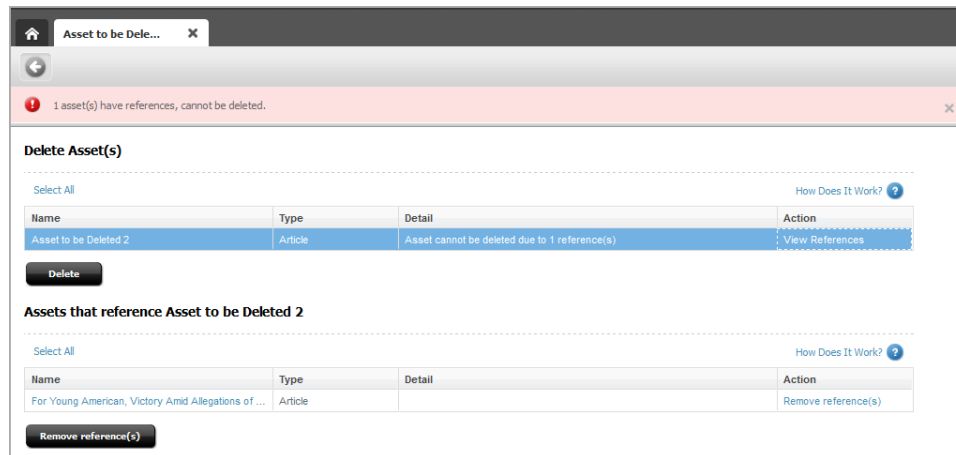 Asset to be Dele...
1 asset(s) have references, cannot be deleted.
Delete Asset(s)
Select All How Does It Work? ?
Name Type Detail Action
Asset to be Deleted 2 Article Asset cannot be deleted due to 1 reference(s) View References
Delete
Assets that reference Asset to be Deleted 2
Select All How Does It Work? ?
Name Type Detail Action
For Young American, Victory Amid Allegations of ... Article Remove reference(s)
Remove reference(s)